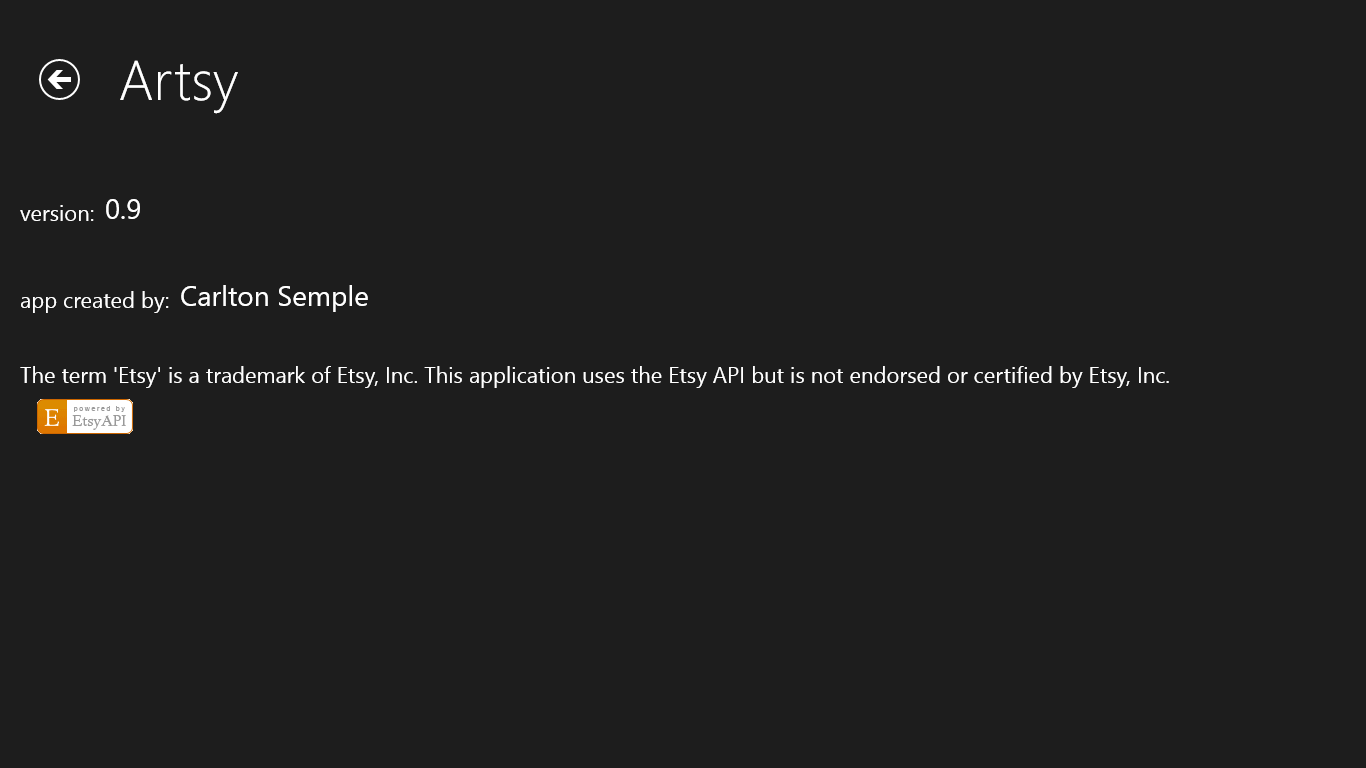 Artsy
version: 0.9
app created by: Carlton Semple
The term 'Etsy' is a trademark of Etsy, Inc. This application uses the Etsy API but is not endorsed or certified by Etsy, Inc.
E
powered by
EtsyAPI